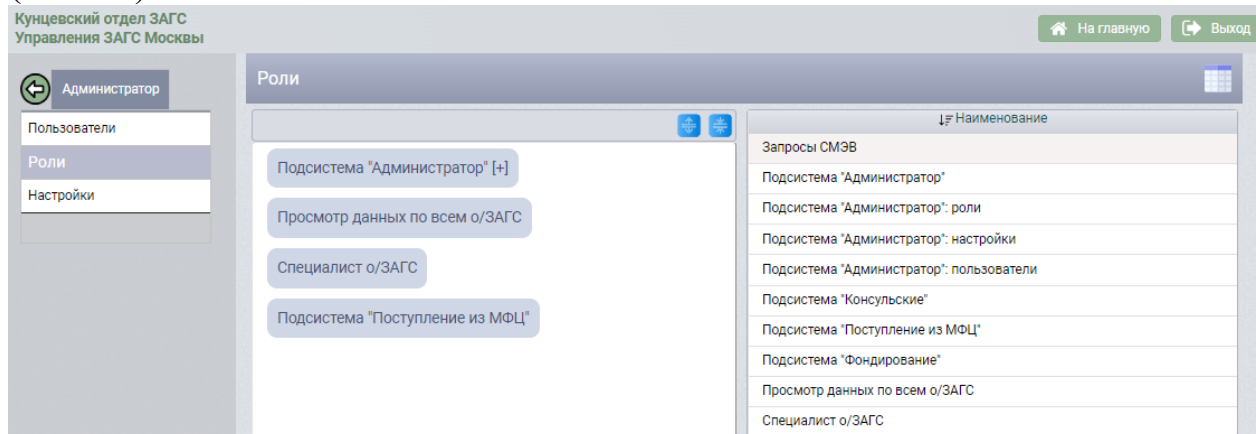 Кунцевский отдел ЗАГС
Управления ЗАГС Москвы
На главную
Выход
Администратор
Пользователи
Роли
Настройки
Роли
Подсистема "Администратор" [+]
Просмотр данных по всем о/ЗАГС
Специалист о/ЗАГС
Подсистема "Поступление из МФЦ"
Наименование
Запросы СМЭВ
Подсистема "Администратор"
Подсистема "Администратор": роли
Подсистема "Администратор": настройки
Подсистема "Администратор": пользователи
Подсистема "Консульские"
Подсистема "Поступление из МФЦ"
Подсистема "Фондирование"
Просмотр данных по всем о/ЗАГС
Специалист о/ЗАГС